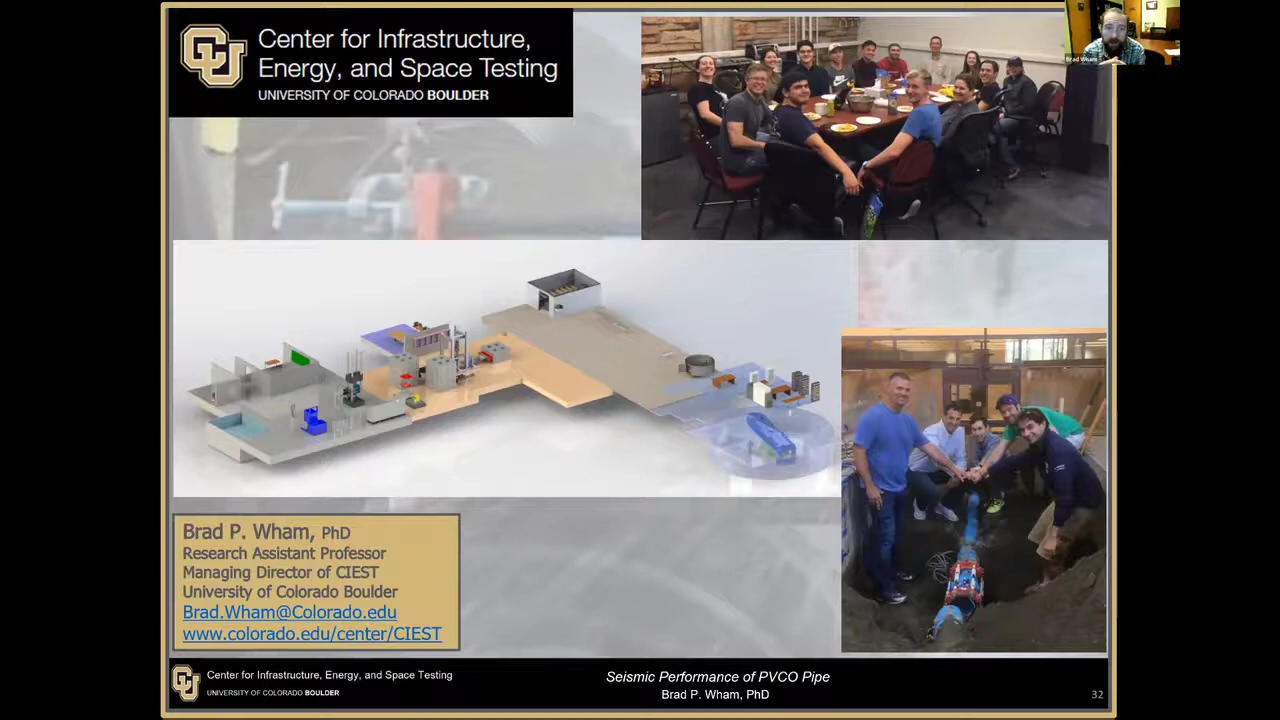 Center for Infrastructure,
Energy, and Space Testing
UNIVERSITY OF COLORADO BOULDER
Brad Wham
Brad P. Wham, PhD
Research Assistant Professor
Managing Director of CIEST
University of Colorado Boulder
Brad.Wham@Colorado.edu
www.colorado.edu/center/CIEST
Center for Infrastructure, Energy, and Space Testing
UNIVERSITY OF COLORADO BOULDER
Seismic Performance of PVCO Pipe
Brad P. Wham, PhD
32